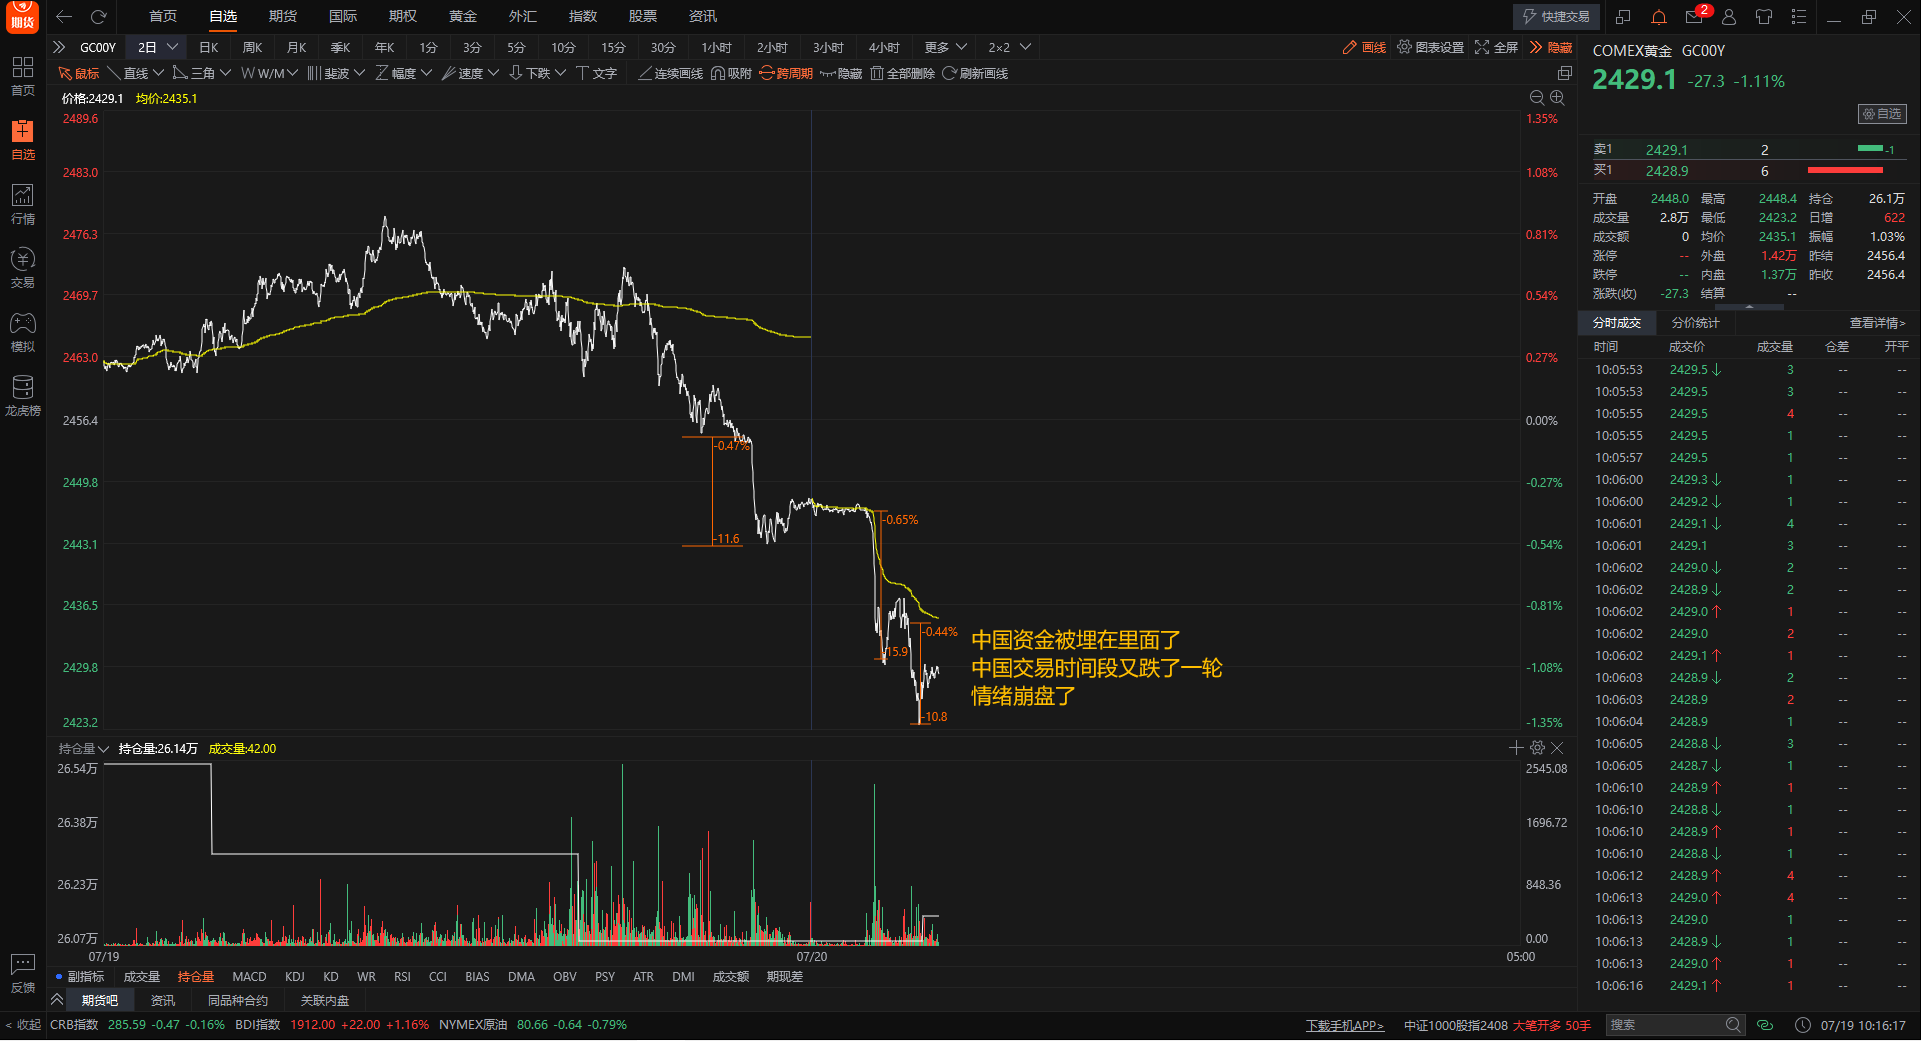 期货
首页 自选 期货 国际 期权 黄金 外汇 指数 股票 资讯
快捷交易 2
GC00Y 2日 日K 周K 月K 季K 年K 1分 3分 5分 10分 15分 30分 1小时 2小时 3小时 4小时 更多 2×2
画线 图表设置 全屏 隐藏
鼠标 直线 三角 W/M 斐波 幅度 速度 下跌 文字 连续画线 吸附 跨周期 隐藏 全部删除 刷新画线
首页
自选
行情
交易
模拟
龙虎榜
反馈
< 收起
价格:2429.1 均价:2435.1
2489.6 1.35%
2483.0 1.08%
2476.3 0.81%
2469.7 0.54%
2463.0 0.27%
2456.4 0.00%
2449.8 -0.27%
2443.1 -0.54%
2436.5 -0.81%
2429.8 -1.08%
2423.2 -1.35%
-0.47%
-11.6
-0.65%
-15.9
-0.44%
-10.8
中国资金被埋在里面了
中国交易时间段又跌了一轮
情绪崩盘了
持仓量 持仓量:26.14万 成交量:42.00
26.54万 2545.08
26.38万 1696.72
26.23万 848.36
26.07万 0.00
07/19 07/20 05:00
副指标 成交量 持仓量 MACD KDJ KD WR RSI CCI BIAS DMA OBV PSY ATR DMI 成交额 期现差
期货吧 资讯 同品种合约 关联内盘
CRB指数 285.59 -0.47 -0.16% BDI指数 1912.00 +22.00 +1.16% NYMEX原油 80.66 -0.64 -0.79%
下载手机APP> 中证1000股指2408 大笔开多 50手 搜索 07/19 10:16:17
COMEX黄金 GC00Y
2429.1 -27.3 -1.11%
自选
卖1 2429.1 2 -1
买1 2428.9 6
开盘 2448.0 最高 2448.4 持仓 26.1万
成交量 2.8万 最低 2423.2 日增 622
成交额 0 均价 2435.1 振幅 1.03%
涨停 -- 外盘 1.42万 昨结 2456.4
跌停 -- 内盘 1.37万 昨收 2456.4
涨跌(收) -27.3 结算 --
分时成交 分价统计 查看详情>
时间 成交价 成交量 仓差 开平
10:05:53 2429.5↓ 3 -- --
10:05:53 2429.5 3 -- --
10:05:55 2429.5 4 -- --
10:05:55 2429.5 1 -- --
10:05:57 2429.5 1 -- --
10:06:00 2429.3↓ 1 -- --
10:06:00 2429.2↓ 1 -- --
10:06:01 2429.1↓ 4 -- --
10:06:01 2429.1 3 -- --
10:06:02 2429.0↓ 2 -- --
10:06:02 2428.9↓ 2 -- --
10:06:02 2429.0↑ 1 -- --
10:06:02 2429.0 2 -- --
10:06:02 2429.1↑ 1 -- --
10:06:03 2428.9↓ 2 -- --
10:06:03 2428.9 2 -- --
10:06:04 2428.9 1 -- --
10:06:05 2428.8↓ 3 -- --
10:06:05 2428.7↓ 1 -- --
10:06:10 2428.9↑ 1 -- --
10:06:10 2428.8↓ 1 -- --
10:06:10 2428.9↑ 1 -- --
10:06:10 2428.8↓ 1 -- --
10:06:12 2428.9↑ 4 -- --
10:06:13 2429.0↑ 4 -- --
10:06:13 2429.0 1 -- --
10:06:13 2428.9↓ 1 -- --
10:06:13 2429.0↑ 1 -- --
10:06:16 2429.1↑ 1 -- --